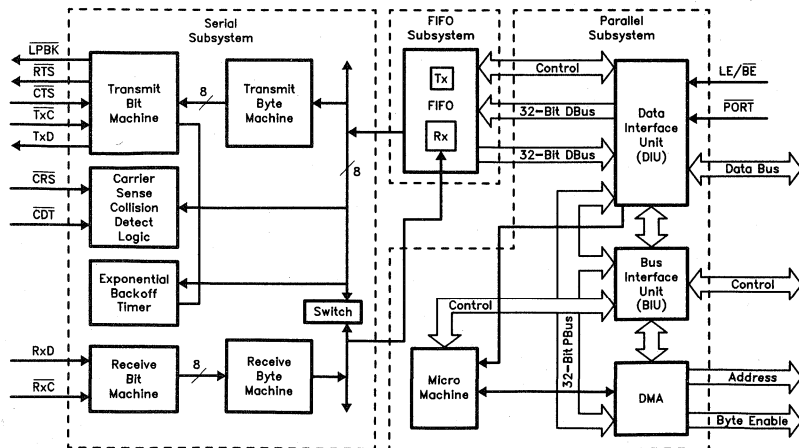 Serial
Subsystem
FIFO
Subsystem
Parallel
Subsystem
LPBK
RTS
CTS
TxC
TxD
CRS
CDT
RxD
RxC
Transmit
Bit
Machine
8
Transmit
Byte
Machine
8
Carrier
Sense
Collision
Detect
Logic
Exponential
Backoff
Timer
Switch
Receive
Bit
Machine
8
Receive
Byte
Machine
Tx
FIFO
Rx
Control
32-Bit DBus
32-Bit DBus
Data
Interface
Unit
(DIU)
LE/BE
PORT
Data Bus
Bus
Interface
Unit
(BIU)
Control
Control
32-Bit PBus
Micro
Machine
DMA
Address
Byte Enable